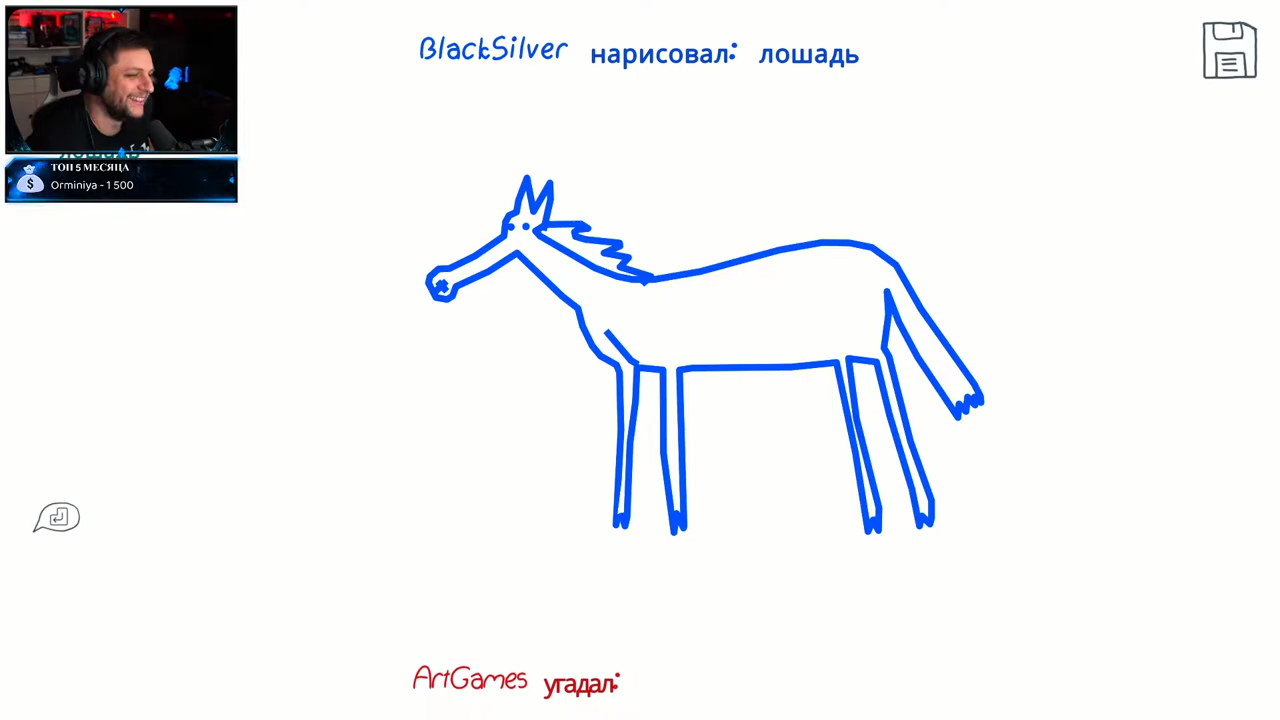 BlackSilver нарисовал: лошадь
ТОП 5 МЕСЯЦА
Orminiya - 1 500
ArtGames угадал: